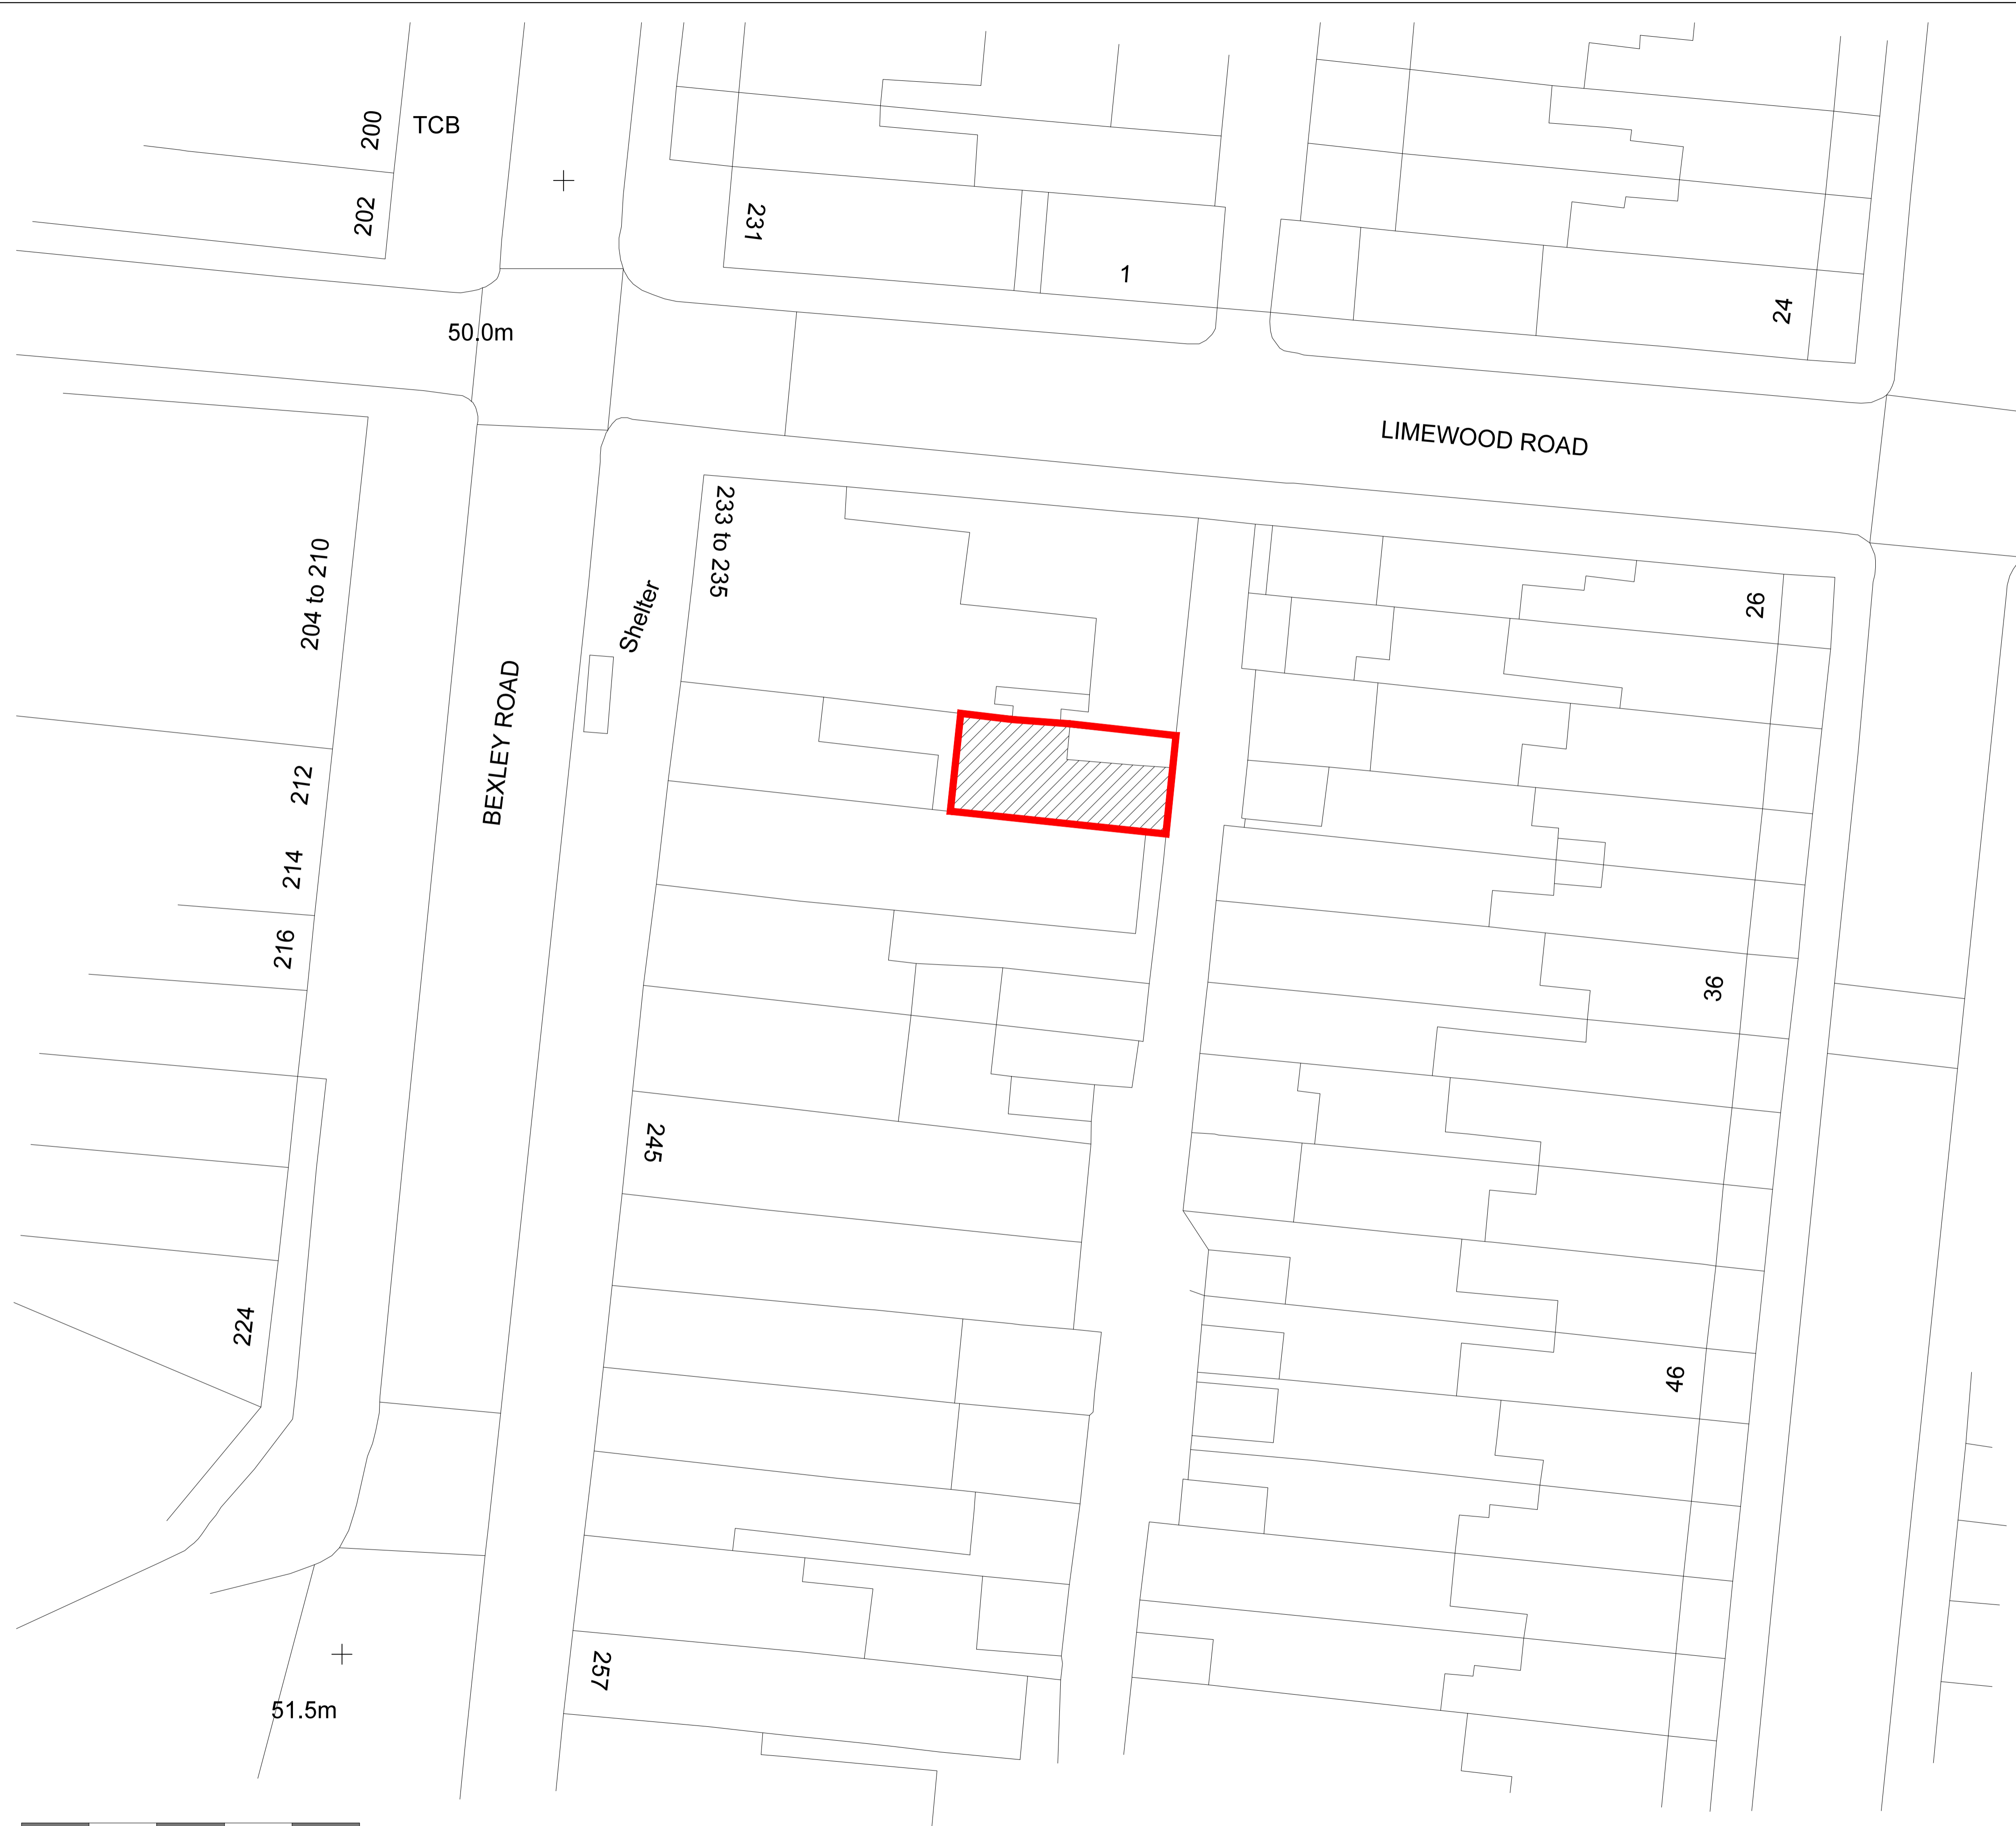 200
TCB
202
231
1
24
50.0m
LIMEWOOD ROAD
233 to 235
204 to 210
Shelter
26
BEXLEY ROAD
212
214
216
36
245
224
46
257
51.5m